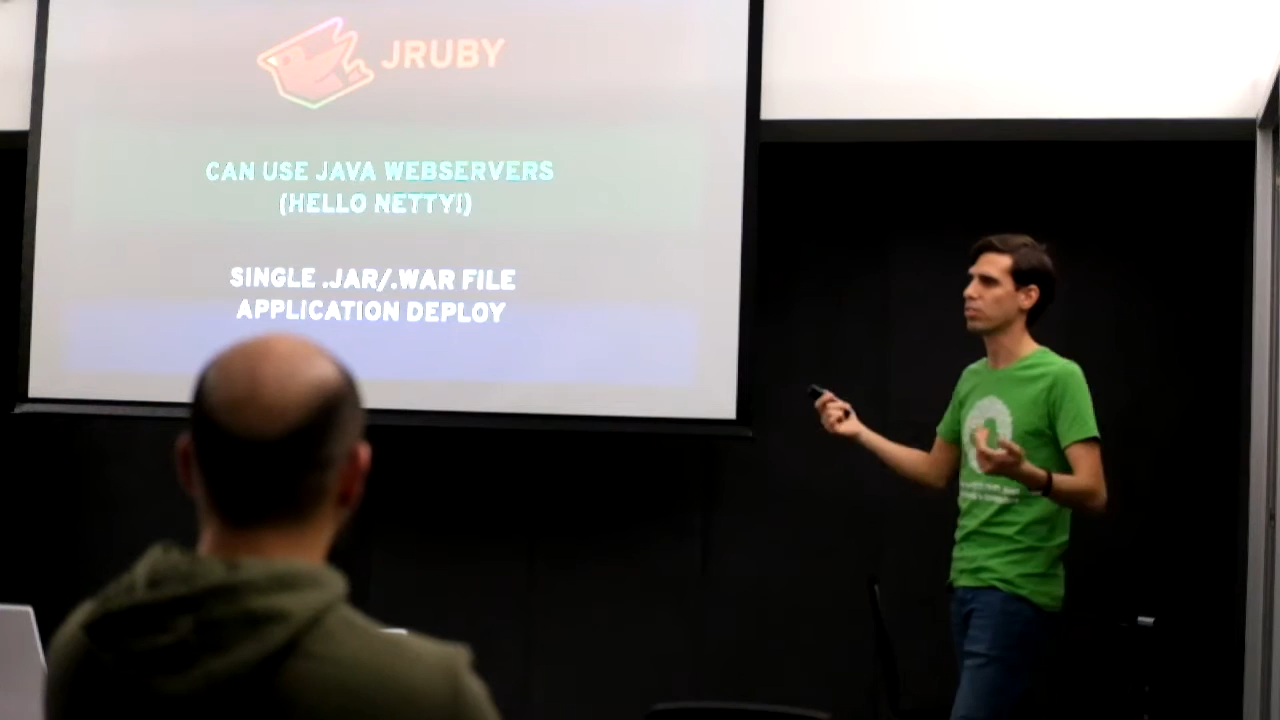 JRUBY
CAN USE JAVA WEBSERVERS
(HELLO NETTY!)
SINGLE .JAR/.WAR FILE
APPLICATION DEPLOY